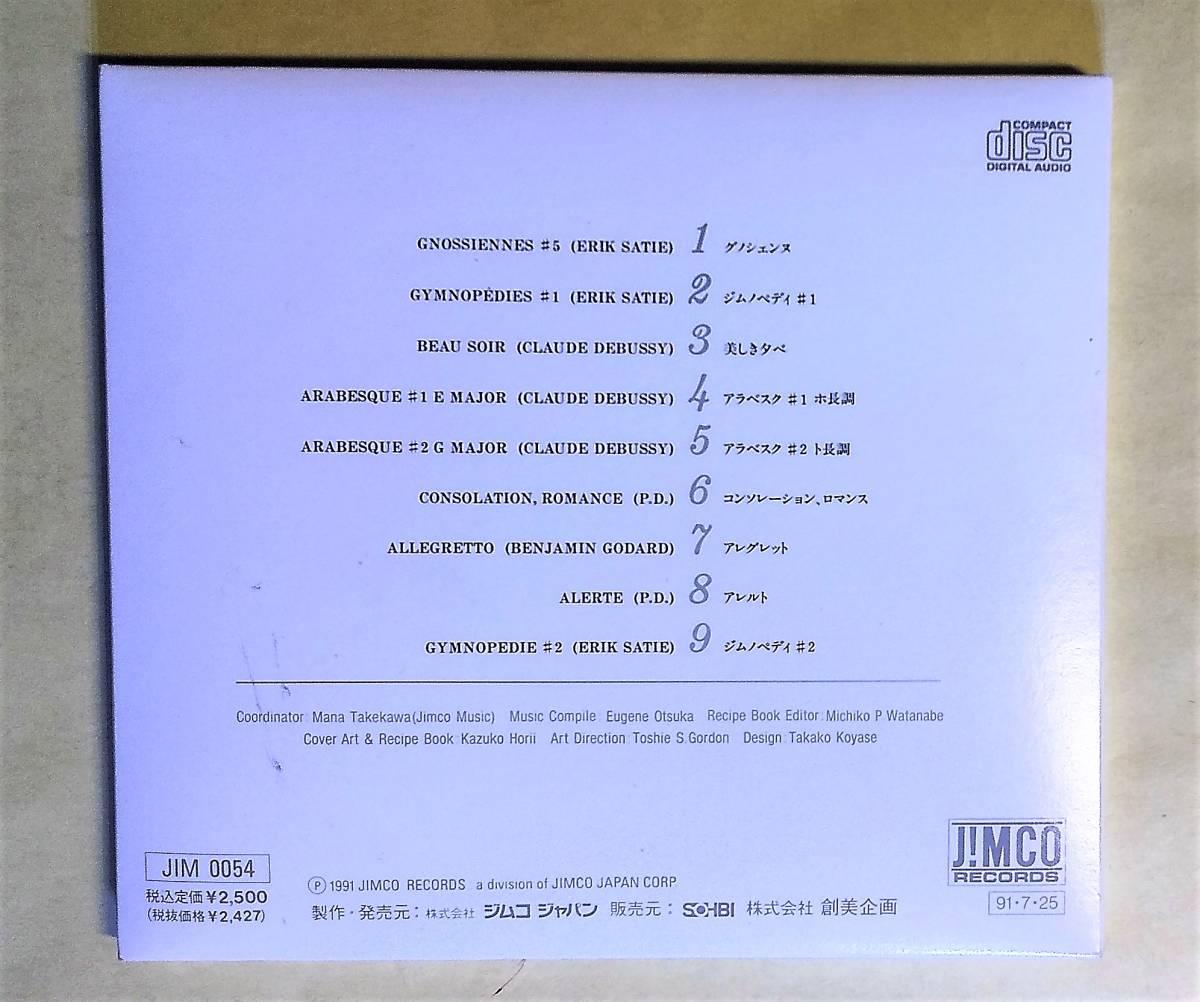 COMPACT
disc
DIGITAL AUDIO
GNOSSIENNES #5 (ERIK SATIE) 1 グノシェンヌ
GYMNOPÉDIES #1 (ERIK SATIE) 2 ジムノペディ #1
BEAU SOIR (CLAUDE DEBUSSY) 3 美しき夕べ
ARABESQUE #1 E MAJOR (CLAUDE DEBUSSY) 4 アラベスク #1 ホ長調
ARABESQUE #2 G MAJOR (CLAUDE DEBUSSY) 5 アラベスク #2 ト長調
CONSOLATION, ROMANCE (P.D.) 6 コンソレーション、ロマンス
ALLEGRETTO (BENJAMIN GODARD) 7 アレグレット
ALERTE (P.D.) 8 アレルト
GYMNOPEDIE #2 (ERIK SATIE) 9 ジムノペディ #2
Coordinator: Mana Takekawa(Jimco Music) Music Compile: Eugene Otsuka Recipe Book Editor: Michiko P Watanabe
Cover Art & Recipe Book: Kazuko Horii Art Direction: Toshie S. Gordon Design: Takako Koyase
JIM 0054
税込定価¥2,500
(税抜価格¥2,427)
Ⓟ 1991 JIMCO RECORDS a division of JIMCO JAPAN CORP
製作・発売元: 株式会社 ジムコ ジャパン 販売元: SOHBI 株式会社 創美企画
J!MCO
RECORDS
91・7・25